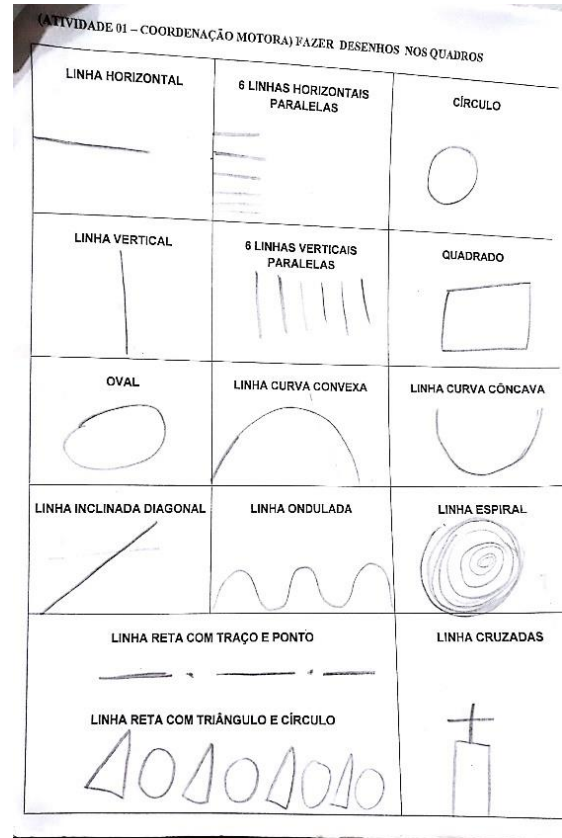 (ATIVIDADE 01 – COORDENAÇÃO MOTORA) FAZER DESENHOS NOS QUADROS
LINHA HORIZONTAL
6 LINHAS HORIZONTAIS
PARALELAS
CÍRCULO
LINHA VERTICAL
6 LINHAS VERTICAIS
PARALELAS
QUADRADO
OVAL
LINHA CURVA CONVEXA
LINHA CURVA CÔNCAVA
LINHA INCLINADA DIAGONAL
LINHA ONDULADA
LINHA ESPIRAL
LINHA RETA COM TRAÇO E PONTO
LINHA CRUZADAS
LINHA RETA COM TRIÂNGULO E CÍRCULO